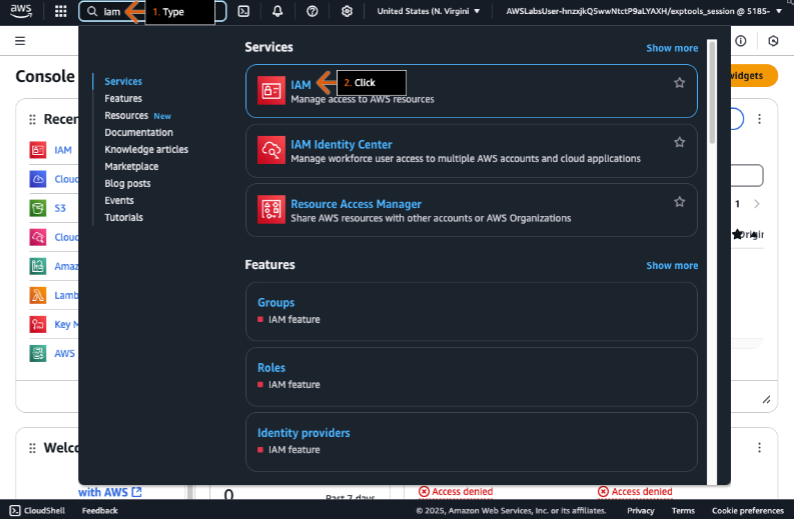 aws
iam
1. Type
United States (N. Virgini
AWSLabsUser-hnzxjkQ5wwNtctP9aLYAXH/exptools_session @ 5185-
Console
widgets
Services
Show more
Services
Features
Resources New
Documentation
Knowledge articles
Marketplace
Blog posts
Events
Tutorials
IAM
2. Click
Manage access to AWS resources
IAM Identity Center
Manage workforce user access to multiple AWS accounts and cloud applications
Resource Access Manager
Share AWS resources with other accounts or AWS Organizations
Features
Show more
Groups
IAM feature
Roles
IAM feature
Identity providers
IAM feature
Recer
IAM
Cloud
S3
Cloud
Amaz
Lamb
Key M
AWS
1
Origin
Welco
with AWS
0
Past 7 days
Access denied
Access denied
CloudShell
Feedback
© 2025, Amazon Web Services, Inc. or its affiliates.
Privacy
Terms
Cookie preferences